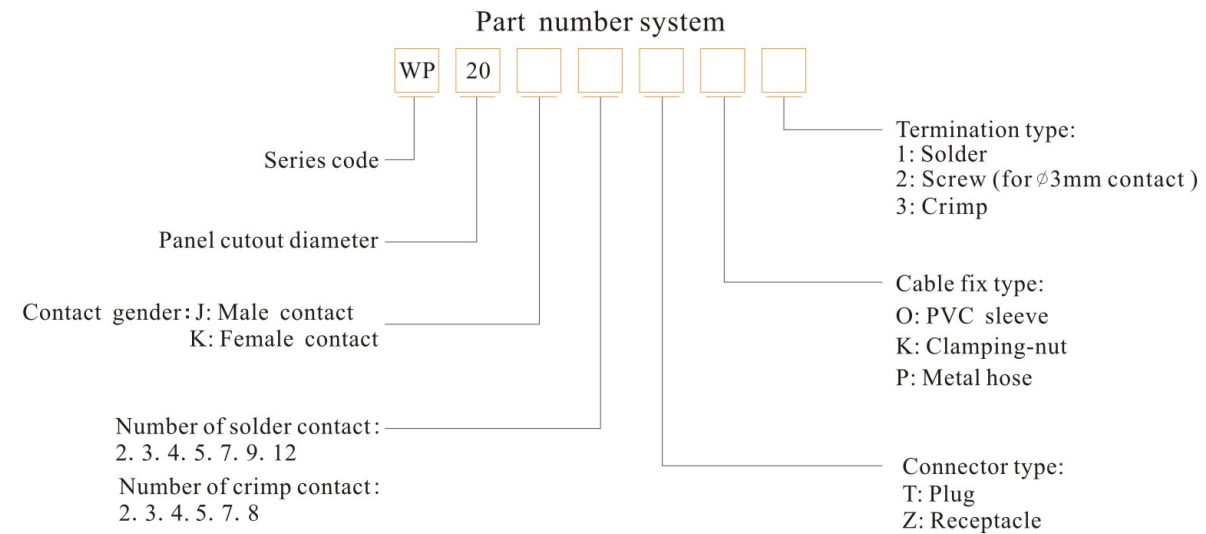 Part number system
WP 20
Series code
Panel cutout diameter
Contact gender: J: Male contact
K: Female contact
Number of solder contact:
2. 3. 4. 5. 7. 9. 12
Number of crimp contact:
2. 3. 4. 5. 7. 8
Termination type:
1: Solder
2: Screw (for ∅3mm contact)
3: Crimp
Cable fix type:
O: PVC sleeve
K: Clamping-nut
P: Metal hose
Connector type:
T: Plug
Z: Receptacle